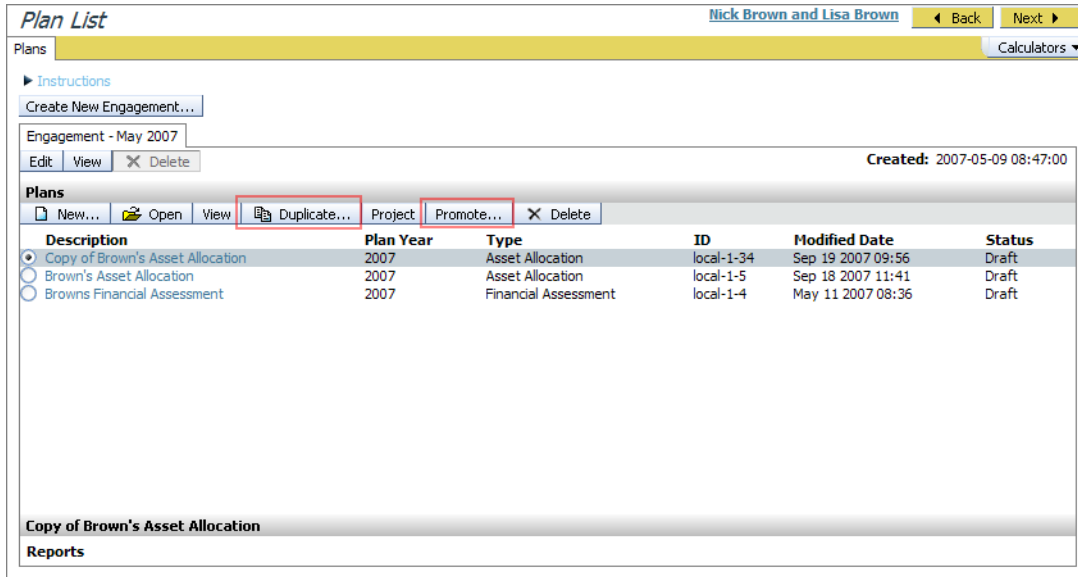 Plan List Nick Brown and Lisa Brown Back Next
Plans Calculators
Instructions
Create New Engagement...
Engagement - May 2007
Edit View Delete Created: 2007-05-09 08:47:00
Plans
New... Open View Duplicate... Project Promote... Delete
Description Plan Year Type ID Modified Date Status
Copy of Brown's Asset Allocation 2007 Asset Allocation local-1-34 Sep 19 2007 09:56 Draft
Brown's Asset Allocation 2007 Asset Allocation local-1-5 Sep 18 2007 11:41 Draft
Browns Financial Assessment 2007 Financial Assessment local-1-4 May 11 2007 08:36 Draft
Copy of Brown's Asset Allocation
Reports